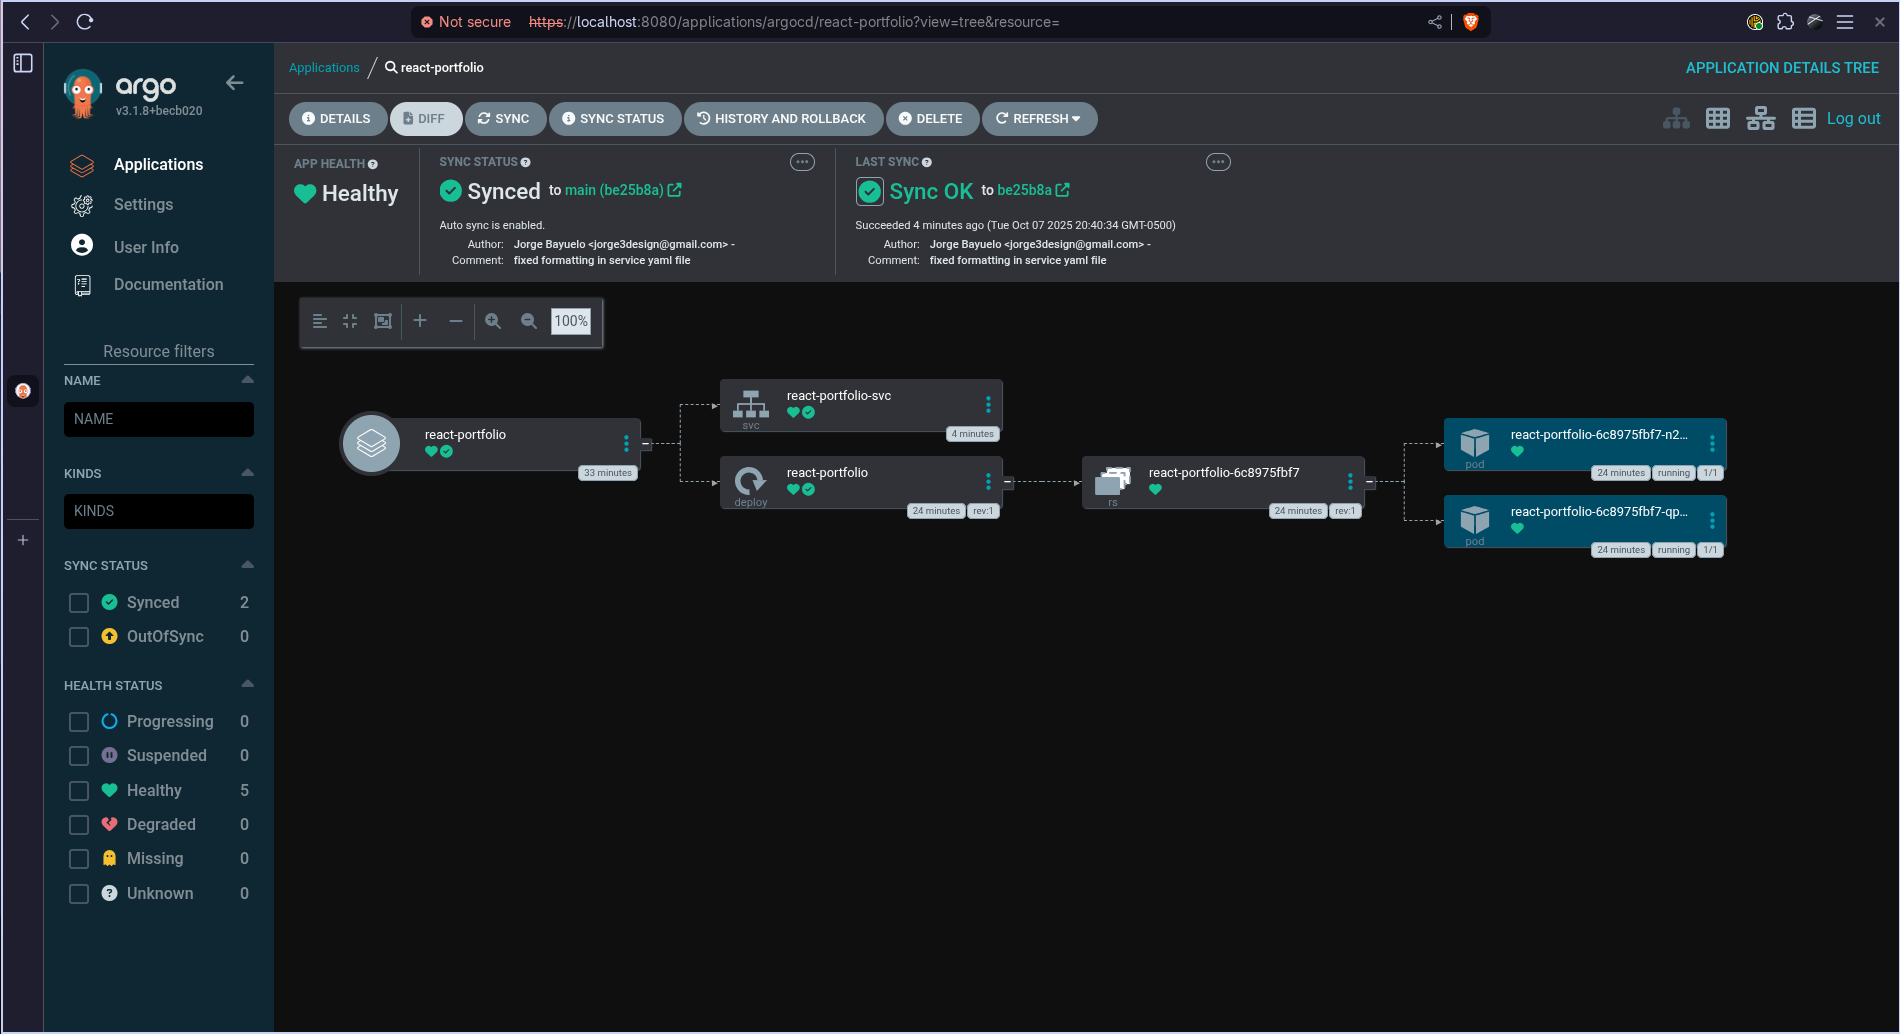 Not secure https://localhost:8080/applications/argocd/react-portfolio?view=tree&resource=
argo
v3.1.8+becb020
Applications
Settings
User Info
Documentation
Resource filters
NAME
NAME
KINDS
KINDS
SYNC STATUS
Synced 2
OutOfSync 0
HEALTH STATUS
Progressing 0
Suspended 0
Healthy 5
Degraded 0
Missing 0
Unknown 0
Applications / react-portfolio
APPLICATION DETAILS TREE
DETAILS DIFF SYNC SYNC STATUS HISTORY AND ROLLBACK DELETE REFRESH
Log out
APP HEALTH
Healthy
SYNC STATUS
Synced to main (be25b8a)
Auto sync is enabled.
Author: Jorge Bayuelo <jorge3design@gmail.com> -
Comment: fixed formatting in service yaml file
LAST SYNC
Sync OK to be25b8a
Succeeded 4 minutes ago (Tue Oct 07 2025 20:40:34 GMT-0500)
Author: Jorge Bayuelo <jorge3design@gmail.com> -
Comment: fixed formatting in service yaml file
100%
react-portfolio
33 minutes
react-portfolio-svc
svc
4 minutes
react-portfolio
deploy
24 minutes rev:1
react-portfolio-6c8975fbf7
rs
24 minutes rev:1
react-portfolio-6c8975fbf7-n2...
pod
24 minutes running 1/1
react-portfolio-6c8975fbf7-qp...
pod
24 minutes running 1/1